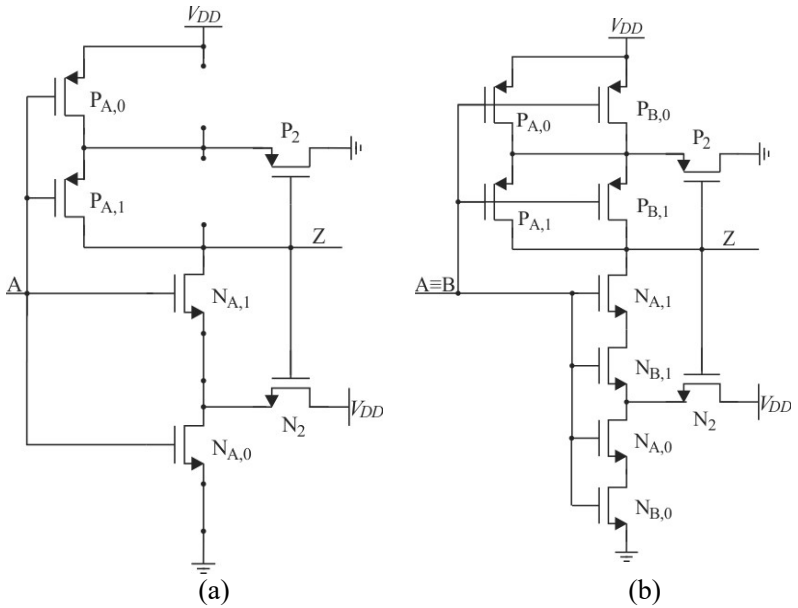 VDD
PA,0
P2
PA,1
Z
A
NA,1
N2
VDD
NA,0
(a)
VDD
PA,0
PB,0
P2
PA,1
PB,1
Z
A≡B
NA,1
NB,1
N2
VDD
NA,0
NB,0
(b)